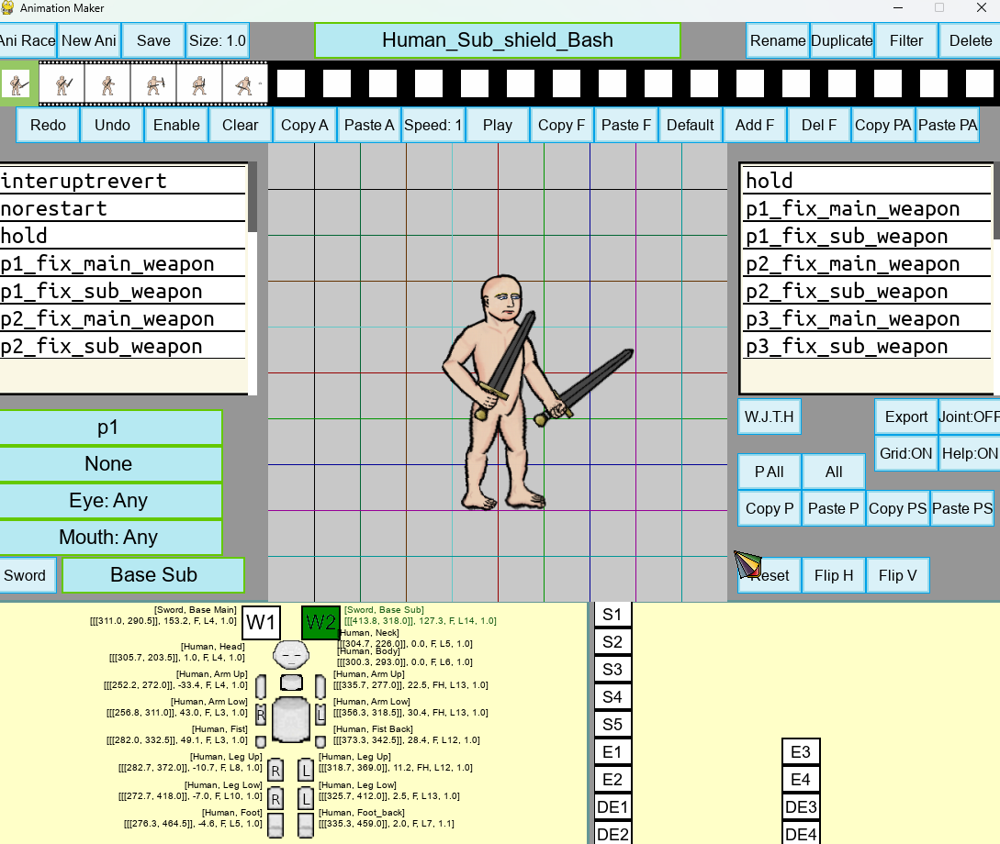 Animation Maker
Ani Race New Ani Save Size: 1.0 Human_Sub_shield_Bash Rename Duplicate Filter Delete
Redo Undo Enable Clear Copy A Paste A Speed: 1 Play Copy F Paste F Default Add F Del F Copy PA Paste PA
interuptrevert
norestart
hold
p1_fix_main_weapon
p1_fix_sub_weapon
p2_fix_main_weapon
p2_fix_sub_weapon
hold
p1_fix_main_weapon
p1_fix_sub_weapon
p2_fix_main_weapon
p2_fix_sub_weapon
p3_fix_main_weapon
p3_fix_sub_weapon
p1
None
Eye: Any
Mouth: Any
Sword Base Sub
W.J.T.H Export Joint:OFF
Grid:ON Help:ON
P All All
Copy P Paste P Copy PS Paste PS
Reset Flip H Flip V
[Sword, Base Main]
[[[311.0, 290.5]], 153.2, F, L4, 1.0]
W1
W2
[Sword, Base Sub]
[[[413.8, 318.0]], 127.3, F, L14, 1.0]
[Human, Neck]
[[[304.7, 226.0]], 0.0, F, L5, 1.0]
[Human, Body]
[[[300.3, 293.0]], 0.0, F, L6, 1.0]
[Human, Head]
[[[305.7, 203.5]], 1.0, F, L4, 1.0]
[Human, Arm Up]
[[[252.2, 272.0]], -33.4, F, L4, 1.0]
[Human, Arm Up]
[[[335.7, 277.0]], 22.5, FH, L13, 1.0]
[Human, Arm Low]
[[[256.8, 311.0]], 43.0, F, L3, 1.0]
R
L
[Human, Arm Low]
[[[356.3, 318.5]], 30.4, FH, L13, 1.0]
[Human, Fist]
[[[282.0, 332.5]], 49.1, F, L3, 1.0]
[Human, Fist Back]
[[[373.3, 342.5]], 28.4, F, L12, 1.0]
[Human, Leg Up]
[[[282.7, 372.0]], -10.7, F, L8, 1.0]
R
L
[Human, Leg Up]
[[[318.7, 369.0]], 11.2, FH, L12, 1.0]
[Human, Leg Low]
[[[272.7, 418.0]], -7.0, F, L10, 1.0]
R
L
[Human, Leg Low]
[[[325.7, 412.0]], 2.5, F, L13, 1.0]
[Human, Foot]
[[[276.3, 464.5]], -4.6, F, L5, 1.0]
[Human, Foot_back]
[[[335.3, 459.0]], 2.0, F, L7, 1.1]
S1
S2
S3
S4
S5
E1
E2
DE1
DE2
E3
E4
DE3
DE4